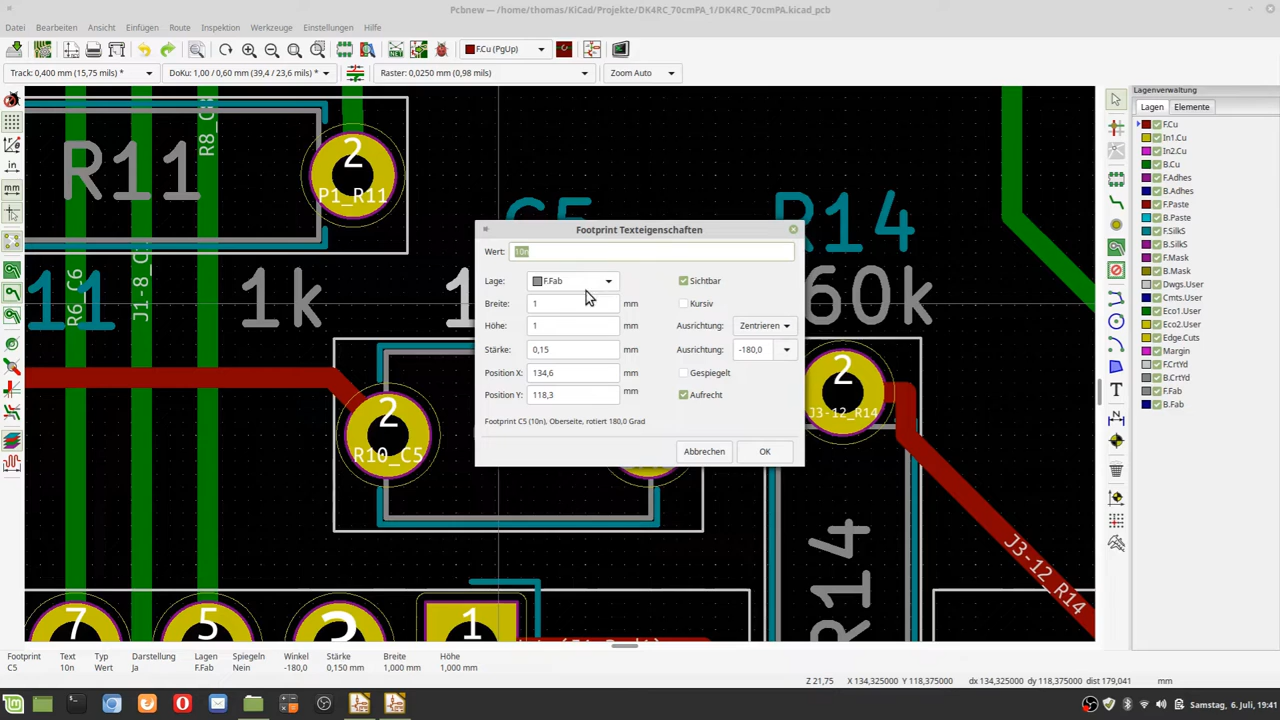 Pcbnew — /home/thomas/KiCad/Projekte/DK4RC_70cmPA_1/DK4RC_70cmPA.kicad_pcb
Datei Bearbeiten Ansicht Einfügen Route Inspektion Werkzeuge Einstellungen Hilfe
F.Cu (PgUp)
Track: 0,400 mm (15,75 mils) * DoKu: 1,00 / 0,60 mm (39,4 / 23,6 mils) * Raster: 0,0250 mm (0,98 mils) Zoom Auto
Lagenverwaltung
Lagen Elemente
F.Cu
In1.Cu
In2.Cu
B.Cu
F.Adhes
B.Adhes
F.Paste
B.Paste
F.SilkS
B.SilkS
F.Mask
B.Mask
Dwgs.User
Cmts.User
Eco1.User
Eco2.User
Edge.Cuts
Margin
F.CrtYd
B.CrtYd
F.Fab
B.Fab
in
mm
R11
2
P1_R11
C5
R14
60k
11
1k
1
R6_C6
J1-8_C
2
R10_C5
2
J3-12_R14
R14
J3-12_R14
7
5
3
1
Footprint Texteigenschaften
Wert: 10n
Lage: F.Fab Sichtbar
Breite: 1 mm Kursiv
Höhe: 1 mm Ausrichtung: Zentrieren
Stärke: 0,15 mm Ausrichtung: -180,0
Position X: 134,6 mm Gespiegelt
Position Y: 118,3 mm Aufrecht
Footprint C5 (10n), Oberseite, rotiert 180,0 Grad
Abbrechen OK
Footprint Text Typ Darstellung Lagen Spiegeln Winkel Stärke Breite Höhe
C5 10n Wert Ja F.Fab Nein -180,0 0,150 mm 1,000 mm 1,000 mm
Z 21,75 X 134,325000 Y 118,375000 dx 134,325000 dy 118,375000 dist 179,041 mm
Samstag, 6. Juli, 19:41